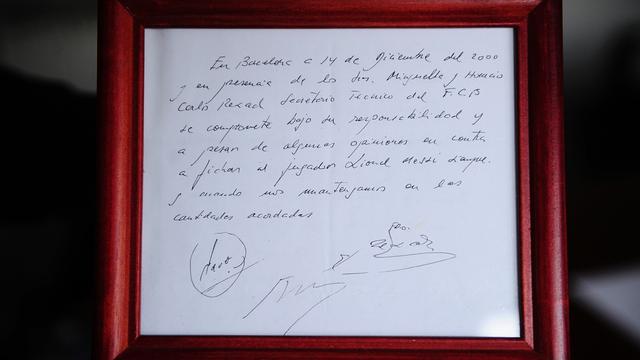 En Barcelona a 14 de Diciembre del 2000
y en presencia de los Srs. Minguella y Horacio
Carlos Rexach Secretario Técnico del F.C.B
se compromete bajo su responsabilidad y
a pesar de algunas opiniones en contra
a fichar al jugador Lionel Messi siempre
y cuando nos mantengamos en las
cantidades acordadas